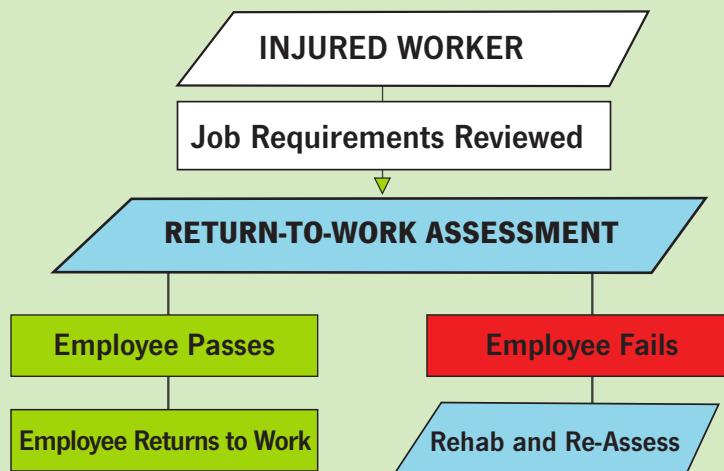 INJURED WORKER
Job Requirements Reviewed
RETURN-TO-WORK ASSESSMENT
Employee Passes
Employee Fails
Employee Returns to Work
Rehab and Re-Assess